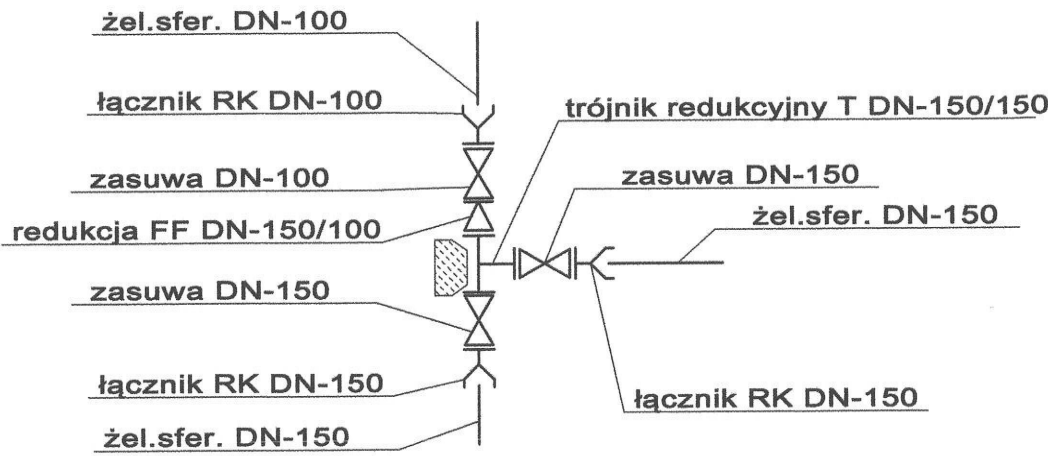 żel.sfer. DN-100
łącznik RK DN-100
trójnik redukcyjny T DN-150/150
zasuwa DN-100
zasuwa DN-150
żel.sfer. DN-150
redukcja FF DN-150/100
zasuwa DN-150
łącznik RK DN-150
łącznik RK DN-150
żel.sfer. DN-150